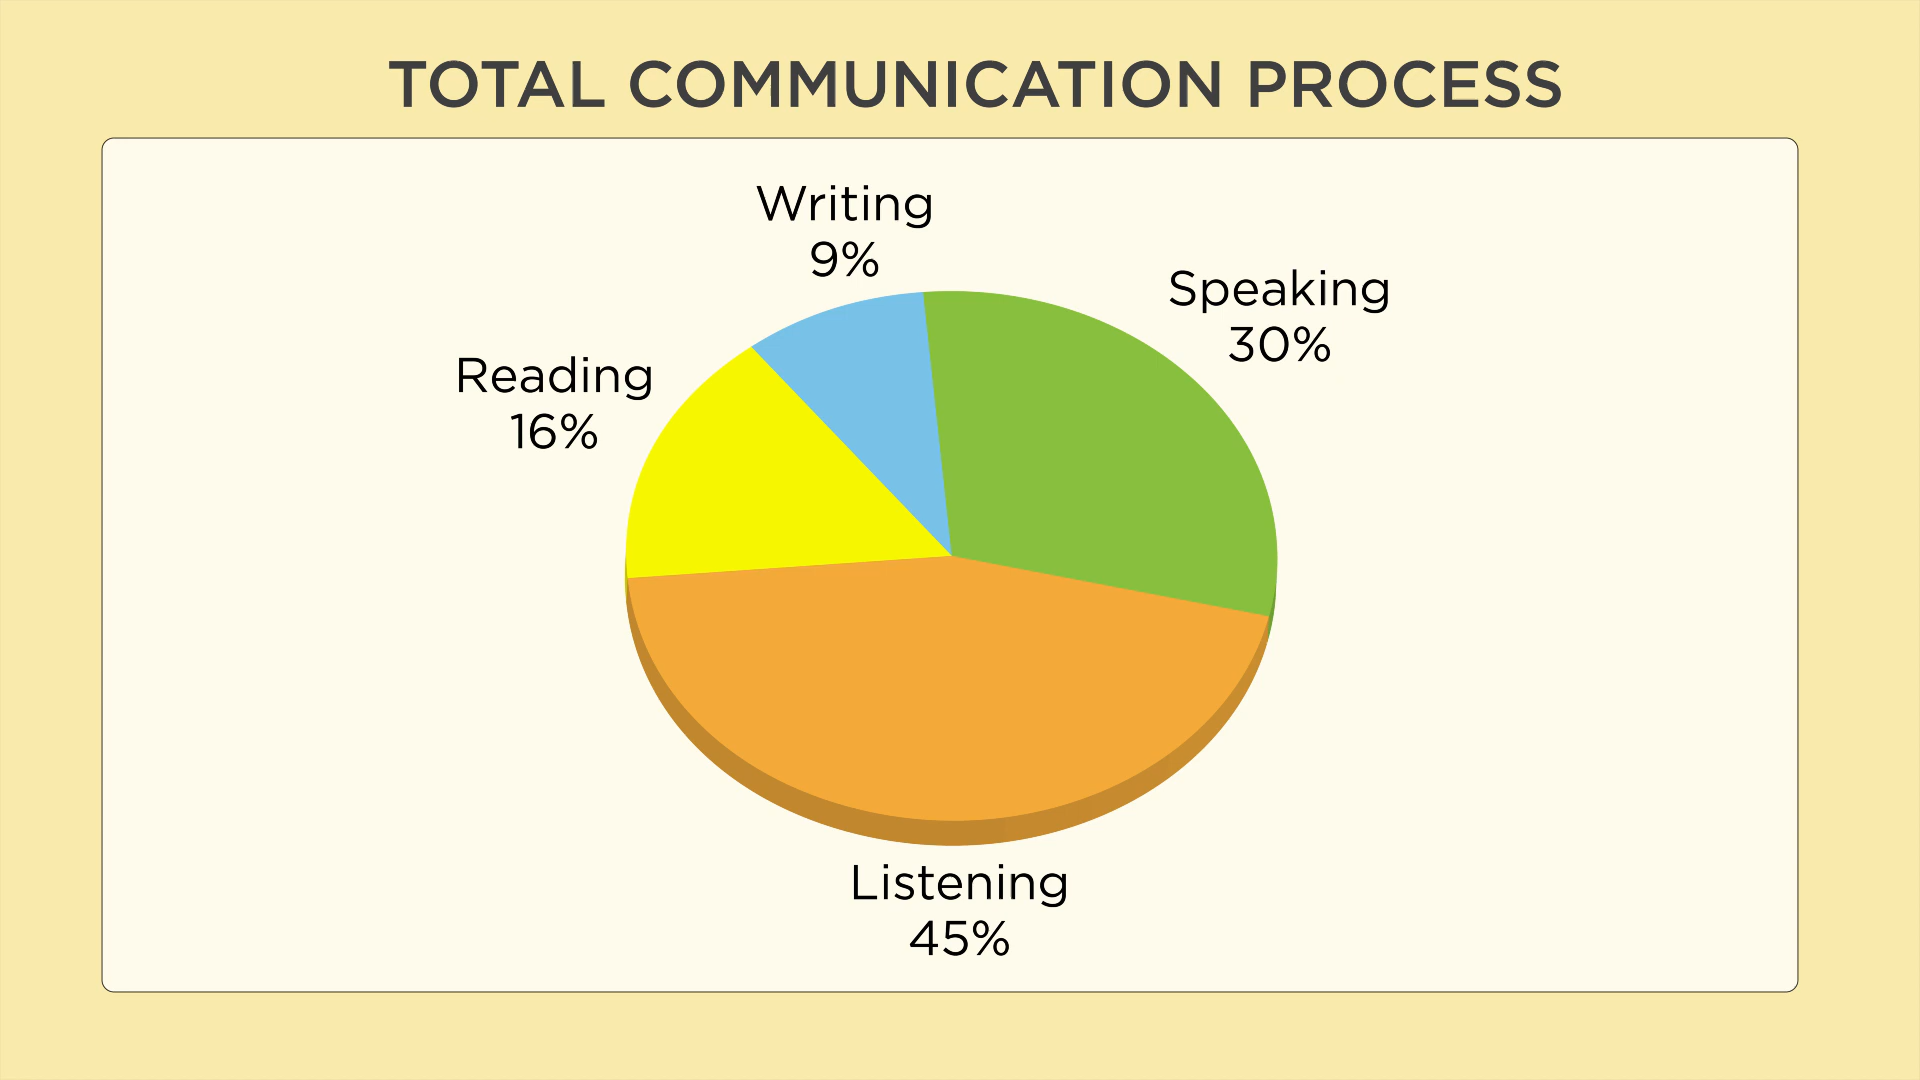 TOTAL COMMUNICATION PROCESS
Writing
9%
Speaking
30%
Reading
16%
Listening
45%